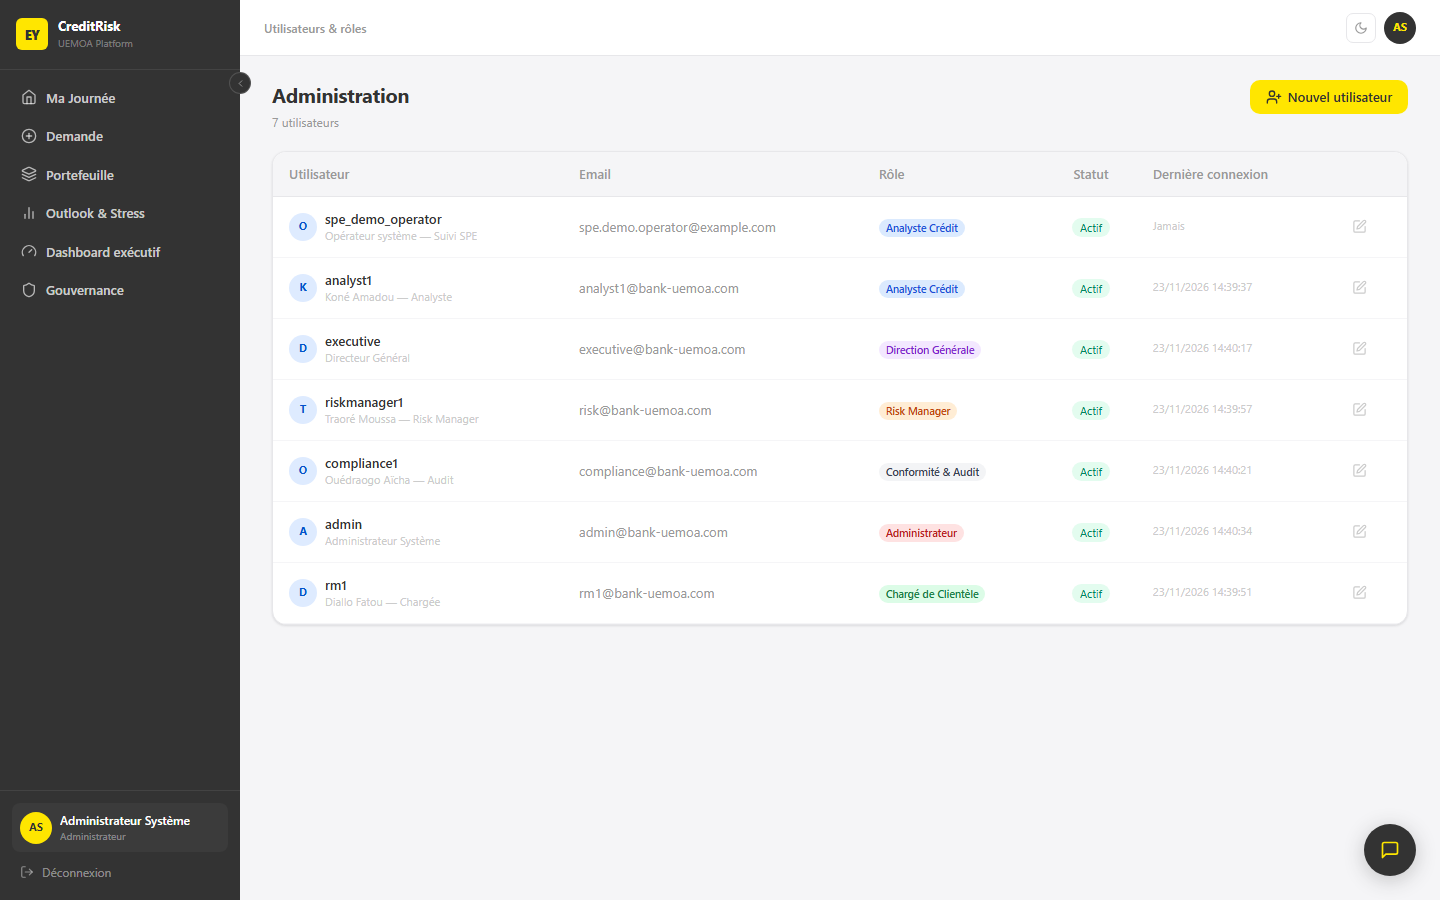 EY
CreditRisk
UEMOA Platform
Ma Journée
Demande
Portefeuille
Outlook & Stress
Dashboard exécutif
Gouvernance
AS
Administrateur Système
Administrateur
Déconnexion
Utilisateurs & rôles
AS
Administration
7 utilisateurs
Nouvel utilisateur
Utilisateur Email Rôle Statut Dernière connexion
O spe_demo_operator spe.demo.operator@example.com Analyste Crédit Actif Jamais
Opérateur système — Suivi SPE
K analyst1 analyst1@bank-uemoa.com Analyste Crédit Actif 23/11/2026 14:39:37
Koné Amadou — Analyste
D executive executive@bank-uemoa.com Direction Générale Actif 23/11/2026 14:40:17
Directeur Général
T riskmanager1 risk@bank-uemoa.com Risk Manager Actif 23/11/2026 14:39:57
Traoré Moussa — Risk Manager
O compliance1 compliance@bank-uemoa.com Conformité & Audit Actif 23/11/2026 14:40:21
Ouédraogo Aïcha — Audit
A admin admin@bank-uemoa.com Administrateur Actif 23/11/2026 14:40:34
Administrateur Système
D rm1 rm1@bank-uemoa.com Chargé de Clientèle Actif 23/11/2026 14:39:51
Diallo Fatou — Chargée